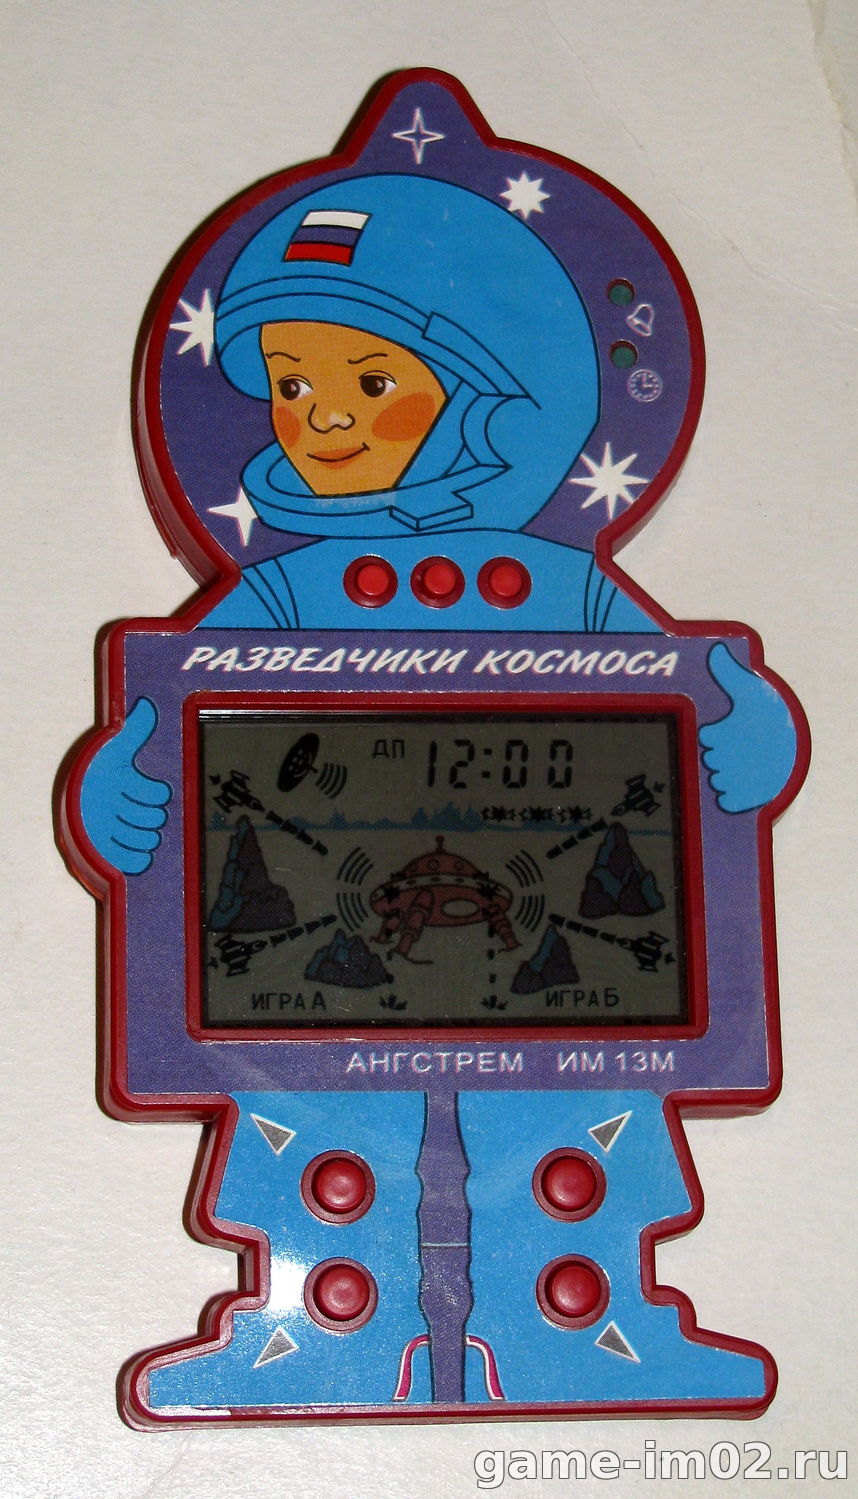 РАЗВЕДЧИКИ КОСМОСА
ДП 12:00
ИГРА А ИГРА Б
АНГСТРЕМ ИМ 13М
game-im02.ru